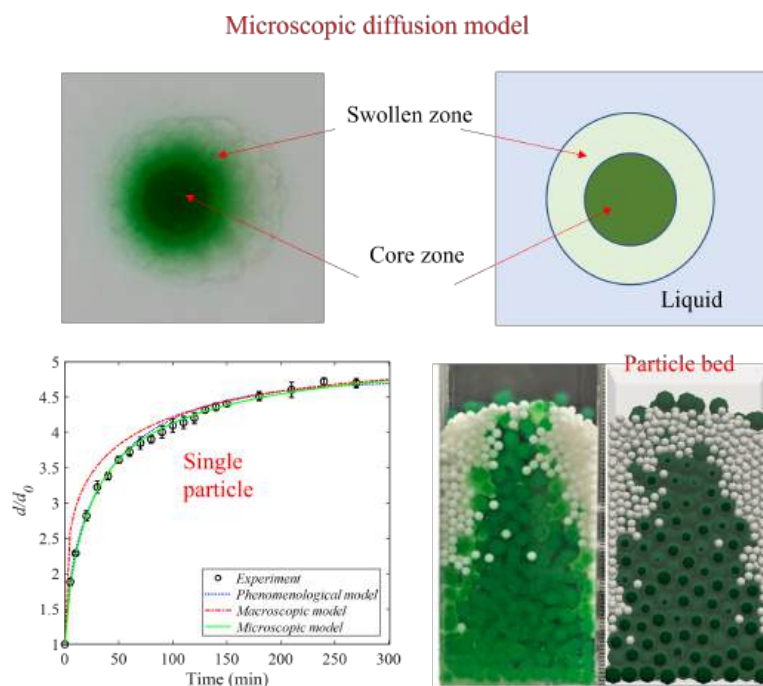 Microscopic diffusion model
Swollen zone
Core zone
Liquid
5
4.5
4
3.5
3
2.5
2
1.5
1
d/d0
Single
particle
Experiment
Phenomenological model
Macroscopic model
Microscopic model
0
50
100
150
200
250
300
Time (min)
Particle bed